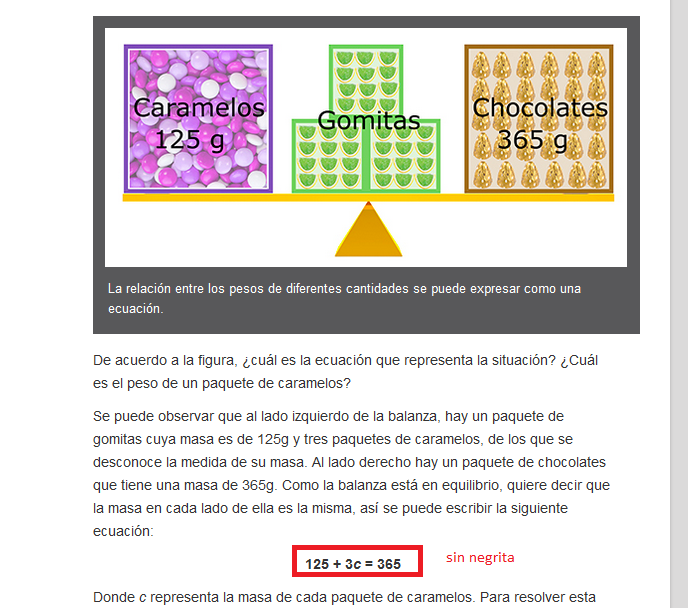 Caramelos
125 g
Gomitas
Chocolates
365 g
La relación entre los pesos de diferentes cantidades se puede expresar como una
ecuación.
De acuerdo a la figura, ¿cuál es la ecuación que representa la situación? ¿Cuál
es el peso de un paquete de caramelos?
Se puede observar que al lado izquierdo de la balanza, hay un paquete de
gomitas cuya masa es de 125g y tres paquetes de caramelos, de los que se
desconoce la medida de su masa. Al lado derecho hay un paquete de chocolates
que tiene una masa de 365g. Como la balanza está en equilibrio, quiere decir que
la masa en cada lado de ella es la misma, así se puede escribir la siguiente
ecuación:
125 + 3c = 365
sin negrita
Donde c representa la masa de cada paquete de caramelos. Para resolver esta